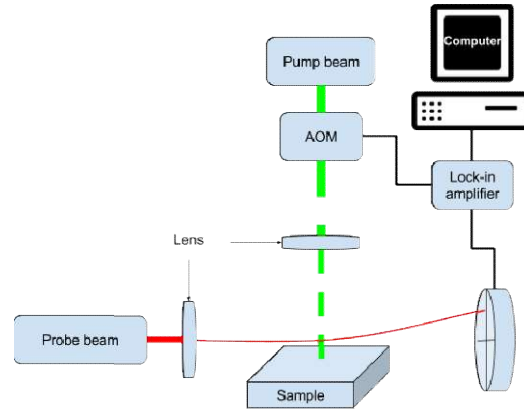 Computer
Pump beam
AOM
Lock-in
amplifier
Lens
Probe beam
Sample